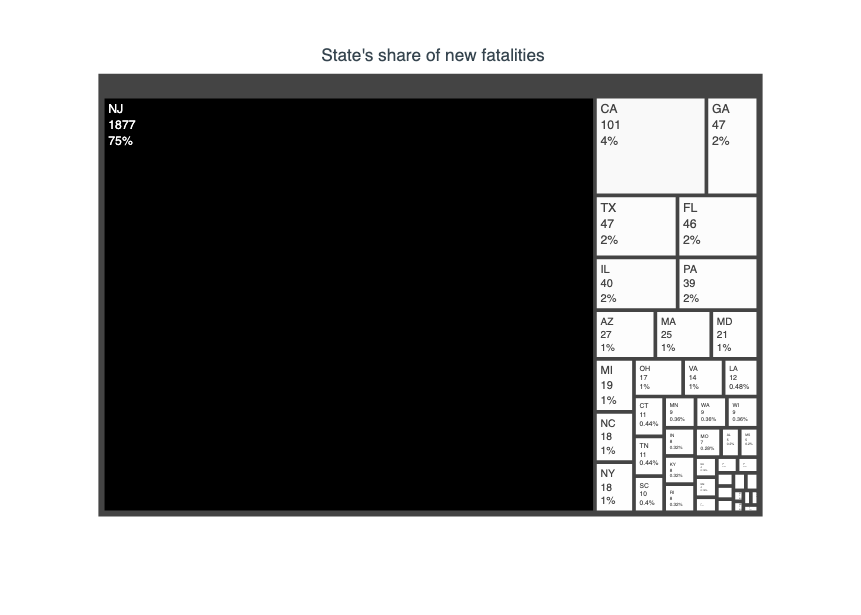 State's share of new fatalities
NJ
1877
75%
CA
101
4%
GA
47
2%
TX
47
2%
FL
46
2%
IL
40
2%
PA
39
2%
AZ
27
1%
MA
25
1%
MD
21
1%
MI
19
1%
OH
17
1%
VA
14
1%
LA
12
0.48%
NC
18
1%
CT
11
0.44%
MN
9
0.36%
WA
9
0.36%
WI
9
0.36%
IN
8
0.32%
MO
7
0.28%
TN
11
0.44%
KY
8
0.32%
NY
18
1%
SC
10
0.4%
RI
8
0.32%